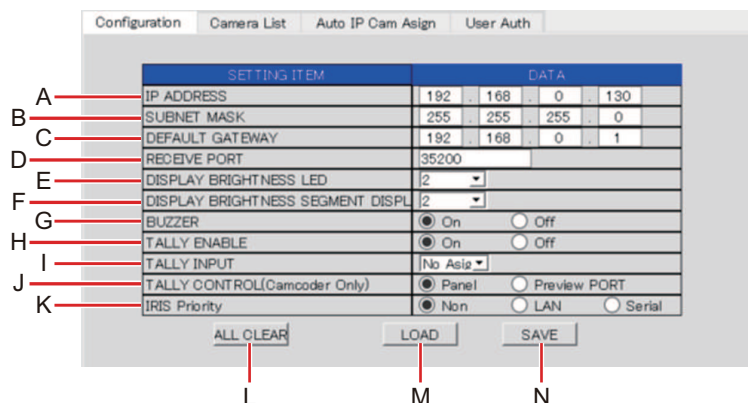 Configuration Camera List Auto IP Cam Asign User Auth
SETTING ITEM DATA
A IP ADDRESS 192 . 168 . 0 . 130
B SUBNET MASK 255 . 255 . 255 . 0
C DEFAULT GATEWAY 192 . 168 . 0 . 1
D RECEIVE PORT 35200
E DISPLAY BRIGHTNESS LED 2
F DISPLAY BRIGHTNESS SEGMENT DISPL 2
G BUZZER On Off
H TALLY ENABLE On Off
I TALLY INPUT No Asig
J TALLY CONTROL(Camcoder Only) Panel Preview PORT
K IRIS Priority Non LAN Serial
ALL CLEAR LOAD SAVE
L M N